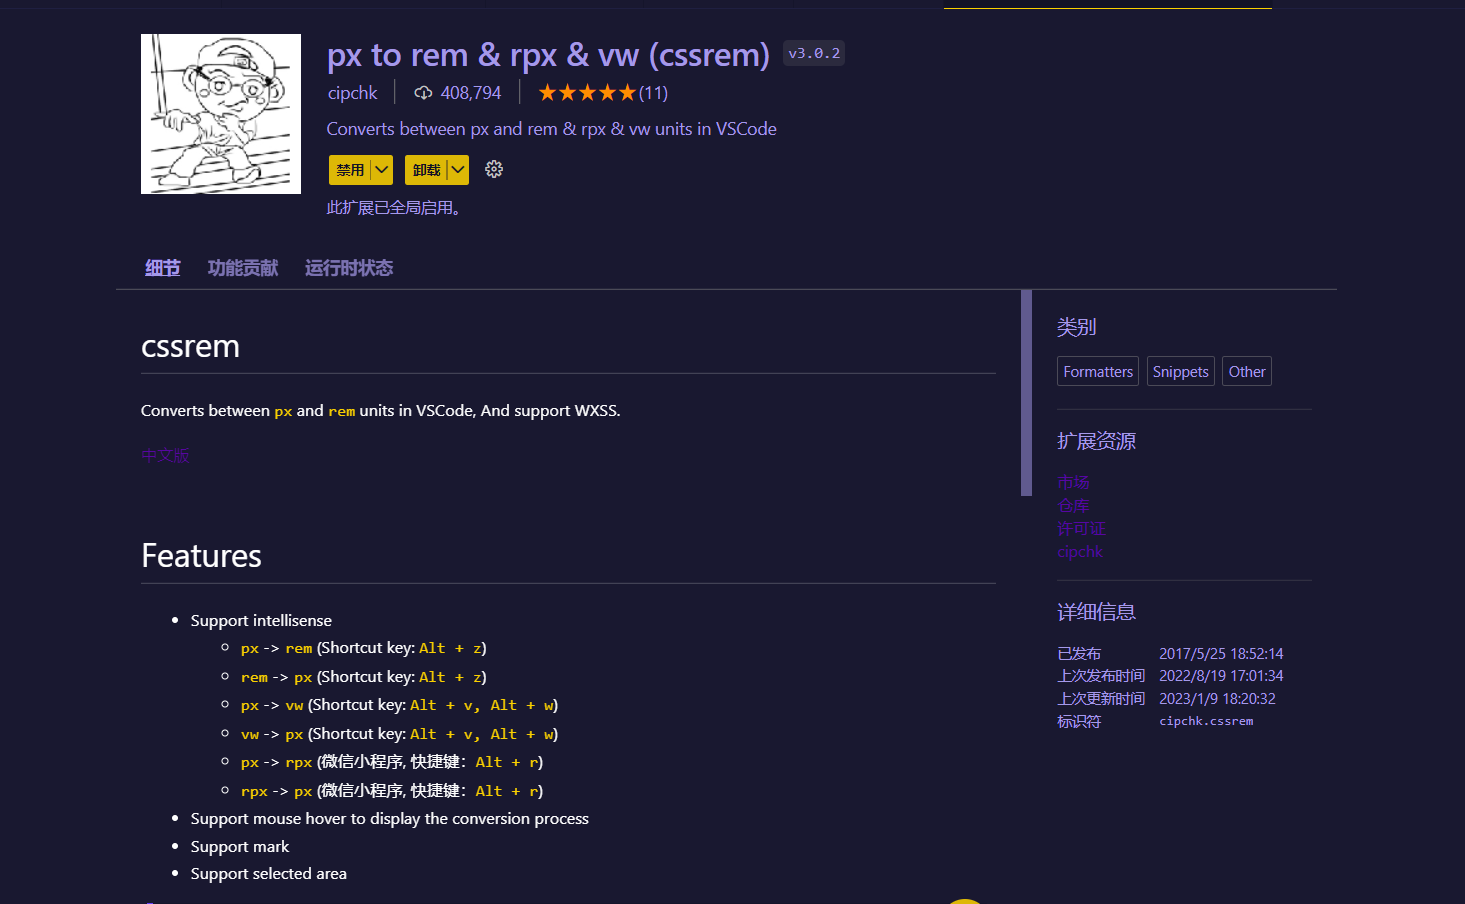 px to rem & rpx & vw (cssrem) v3.0.2
cipchk 408,794 (11)
Converts between px and rem & rpx & vw units in VSCode
禁用 卸载
此扩展已全局启用。
细节 功能贡献 运行时状态
cssrem
Converts between px and rem units in VSCode, And support WXSS.
中文版
Features
Support intellisense
px -> rem (Shortcut key: Alt + z)
rem -> px (Shortcut key: Alt + z)
px -> vw (Shortcut key: Alt + v, Alt + w)
vw -> px (Shortcut key: Alt + v, Alt + w)
px -> rpx (微信小程序, 快捷键：Alt + r)
rpx -> px (微信小程序, 快捷键：Alt + r)
Support mouse hover to display the conversion process
Support mark
Support selected area
类别
Formatters Snippets Other
扩展资源
市场
仓库
许可证
cipchk
详细信息
已发布 2017/5/25 18:52:14
上次发布时间 2022/8/19 17:01:34
上次更新时间 2023/1/9 18:20:32
标识符 cipchk.cssrem